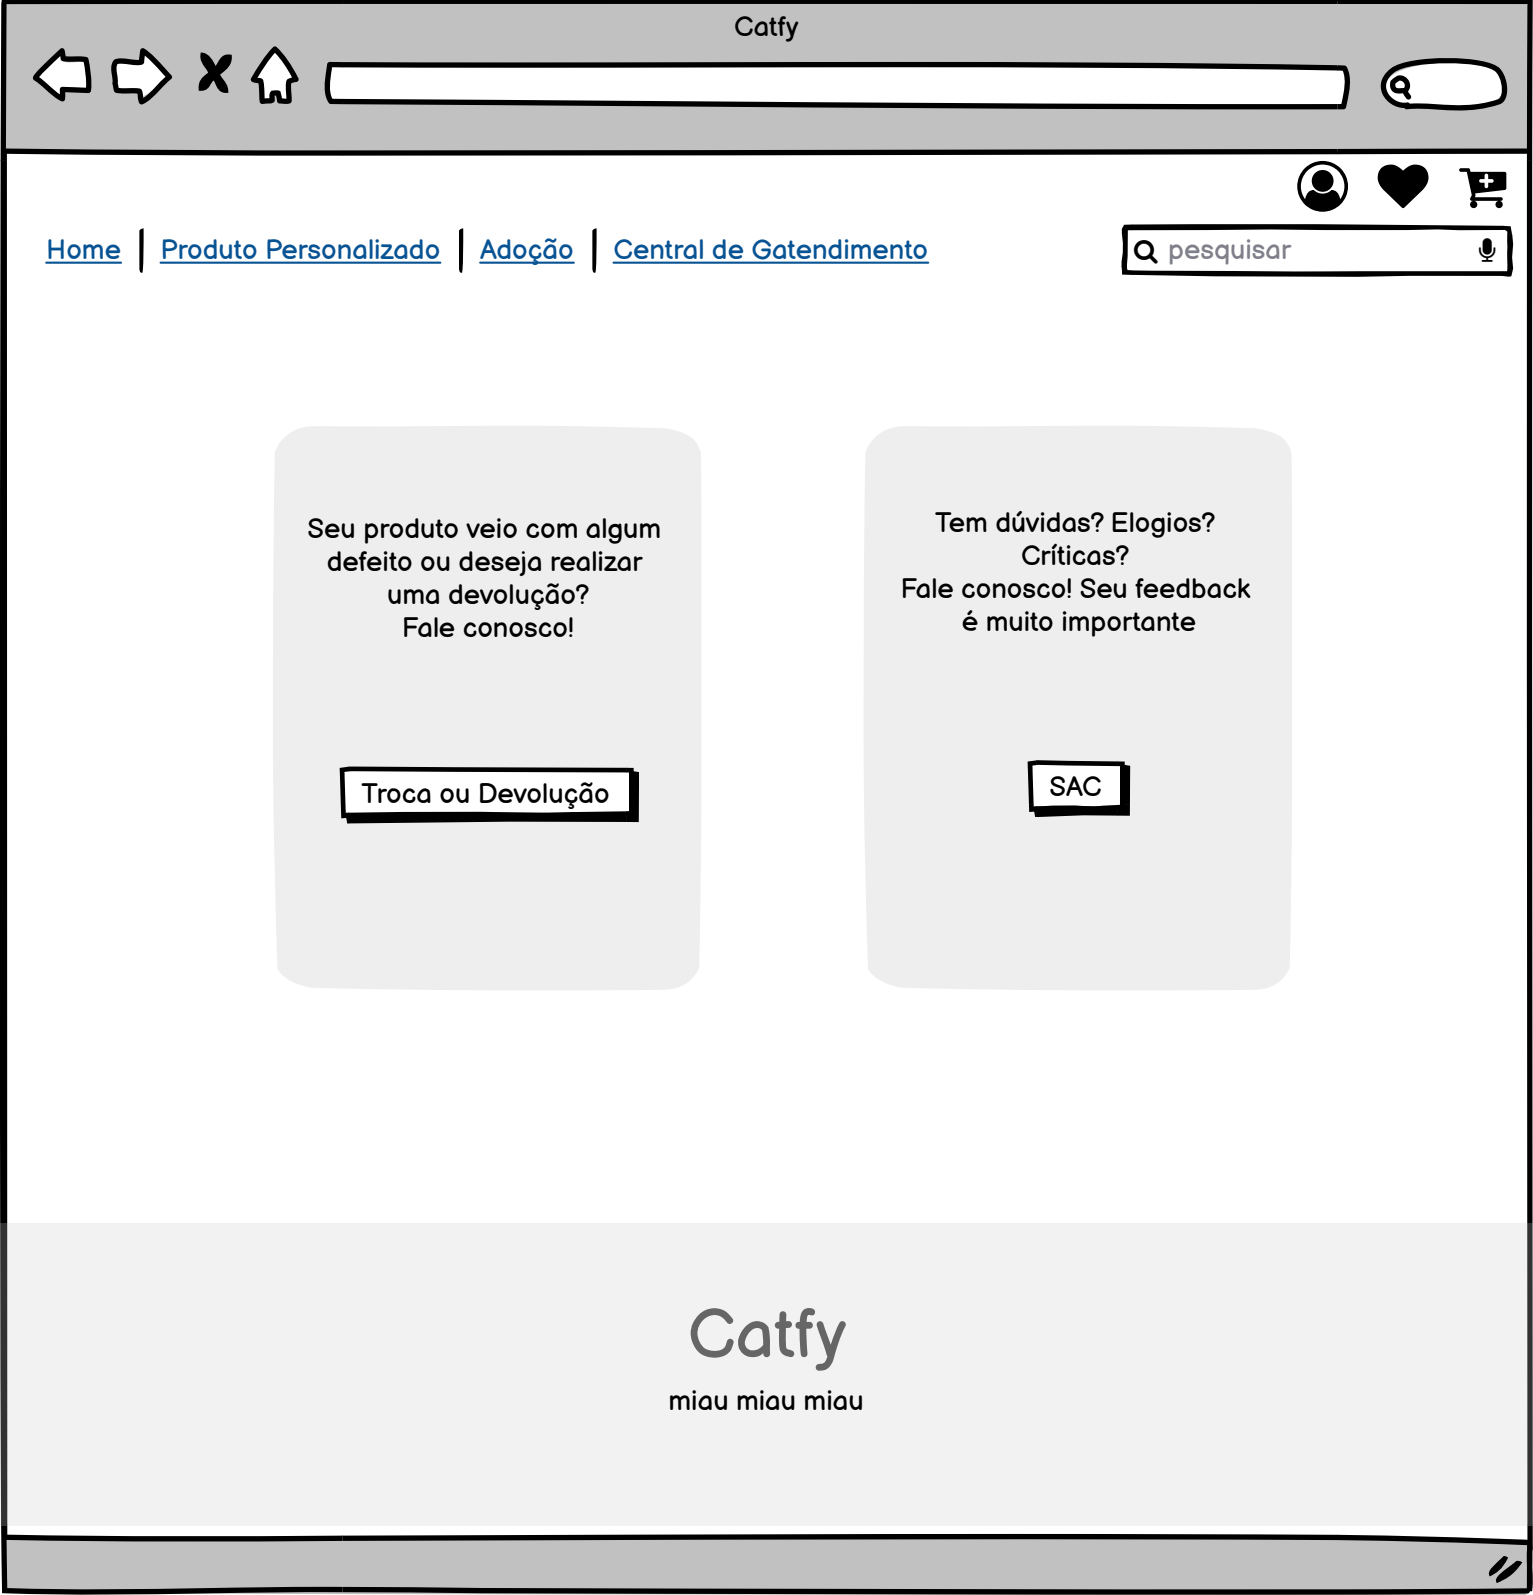 Catfy
Home
Produto Personalizado
Adoção
Central de Gatendimento
pesquisar
Seu produto veio com algum
defeito ou deseja realizar
uma devolução?
Fale conosco!
Troca ou Devolução
Tem dúvidas? Elogios?
Críticas?
Fale conosco! Seu feedback
é muito importante
SAC
Catfy
miau miau miau